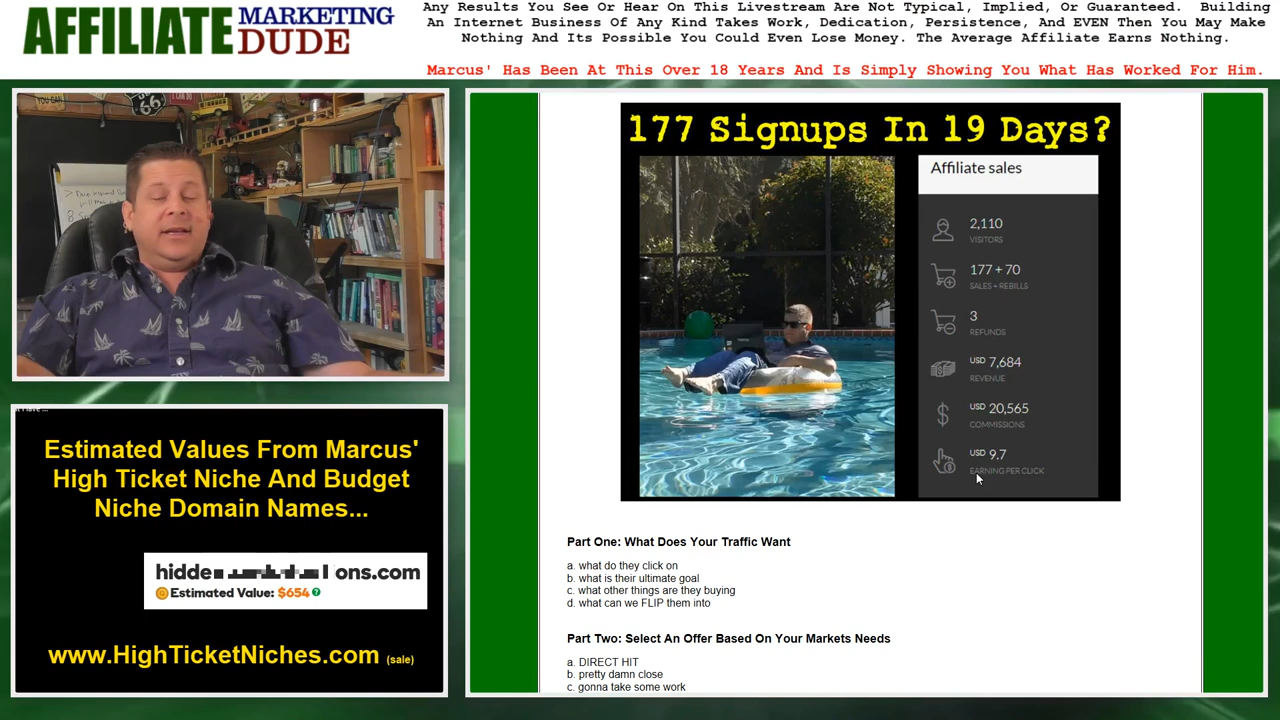 AFFILIATE MARKETING DUDE
Any Results You See Or Hear On This Livestream Are Not Typical, Implied, Or Guaranteed. Building
An Internet Business Of Any Kind Takes Work, Dedication, Persistence, And EVEN Then You May Make
Nothing And Its Possible You Could Even Lose Money. The Average Affiliate Earns Nothing.
Marcus' Has Been At This Over 18 Years And Is Simply Showing You What Has Worked For Him.
YOU CAN
66
I CAN DO
Estimated Values From Marcus'
High Ticket Niche And Budget
Niche Domain Names...
hidde
ons.com
Estimated Value: $654
www.HighTicketNiches.com (sale)
177 Signups In 19 Days?
Affiliate sales
2,110
VISITORS
177 + 70
SALES + REBILLS
3
REFUNDS
USD 7,684
REVENUE
USD 20,565
COMMISSIONS
USD 9.7
EARNING PER CLICK
Part One: What Does Your Traffic Want
a. what do they click on
b. what is their ultimate goal
c. what other things are they buying
d. what can we FLIP them into
Part Two: Select An Offer Based On Your Markets Needs
a. DIRECT HIT
b. pretty damn close
c. gonna take some work